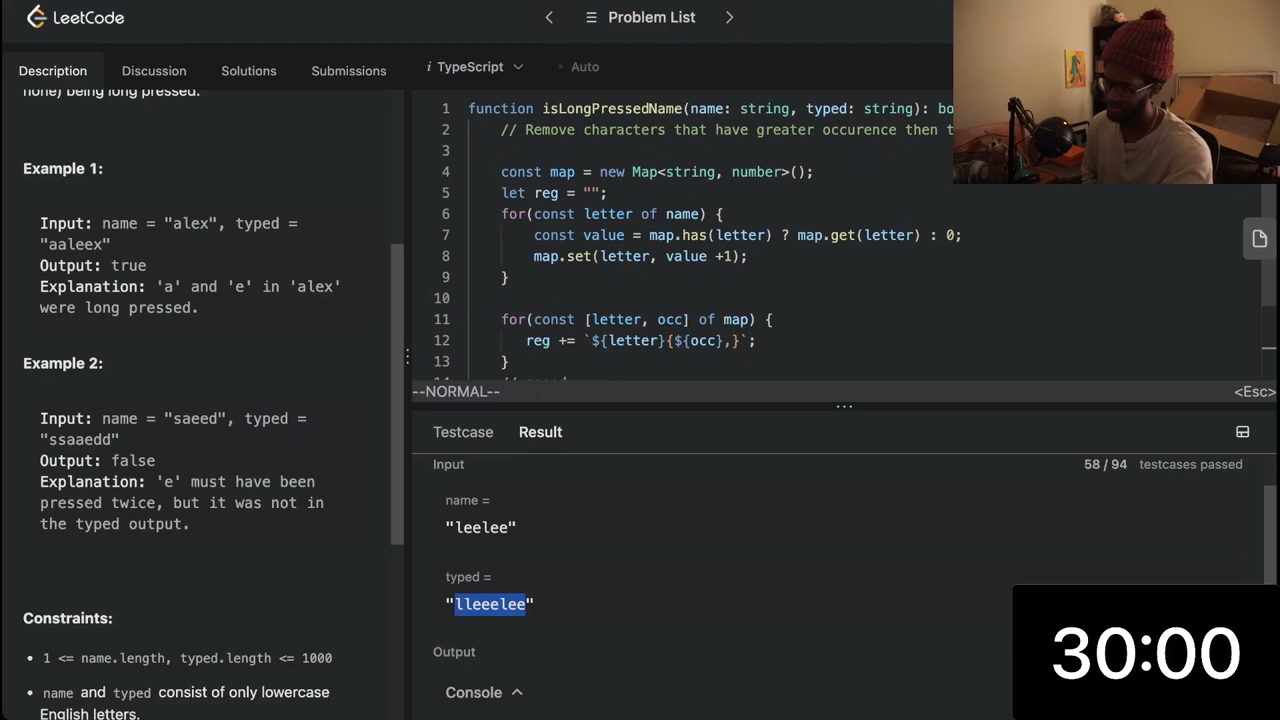 LeetCode
Problem List
Description
Discussion
Solutions
Submissions
none) being long pressed.
Example 1:
Input: name = "alex", typed =
"aaleex"
Output: true
Explanation: 'a' and 'e' in 'alex'
were long pressed.
Example 2:
Input: name = "saeed", typed =
"ssaaedd"
Output: false
Explanation: 'e' must have been
pressed twice, but it was not in
the typed output.
Constraints:
• 1 <= name.length, typed.length <= 1000
• name and typed consist of only lowercase
English letters.
i TypeScript
• Auto
1 function isLongPressedName(name: string, typed: string): bo
2 // Remove characters that have greater occurence then t
3
4 const map = new Map<string, number>();
5 let reg = "";
6 for(const letter of name) {
7 const value = map.has(letter) ? map.get(letter) : 0;
8 map.set(letter, value +1);
9 }
10
11 for(const [letter, occ] of map) {
12 reg += `${letter}{${occ},}`;
13 }
--NORMAL--
<Esc>
Testcase
Result
Input
58 / 94 testcases passed
name =
"leelee"
typed =
"lleeelee"
Output
Console
30:00